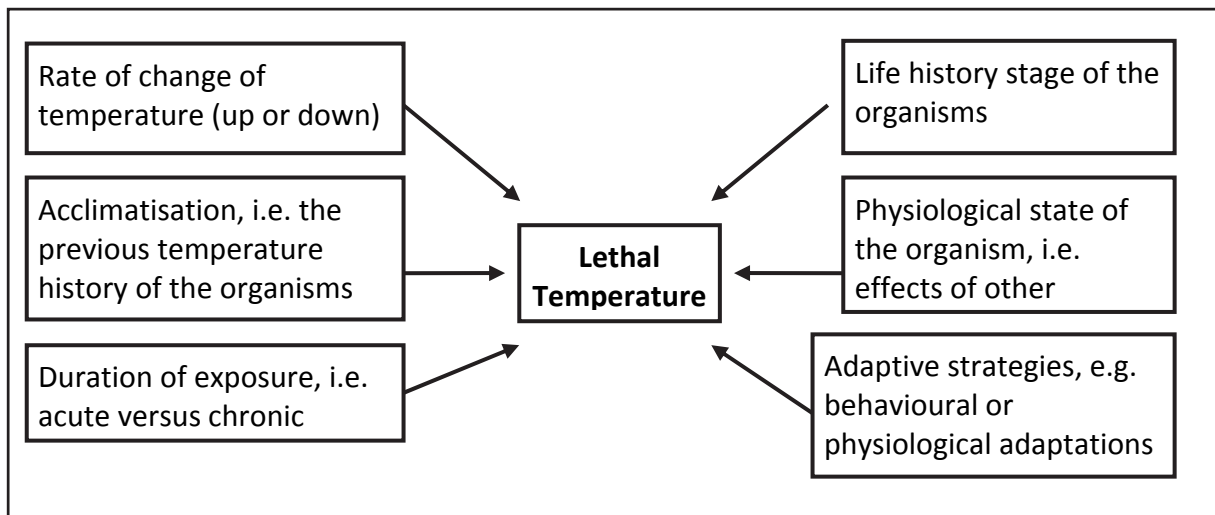 Rate of change of
temperature (up or down)
Acclimatisation, i.e. the
previous temperature
history of the organisms
Duration of exposure, i.e.
acute versus chronic
Lethal
Temperature
Life history stage of the
organisms
Physiological state of
the organism, i.e.
effects of other
Adaptive strategies, e.g.
behavioural or
physiological adaptations